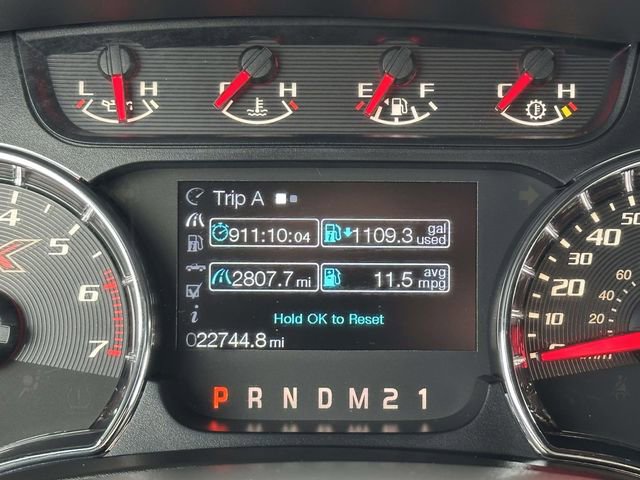 L H C H E F C H
Trip A
911:10:04 1109.3 gal used
2807.7 mi 11.5 avg mpg
Hold OK to Reset
022744.8 mi
P R N D M 2 1
4
5
6
7
50
40
30
20
10
60
40
20